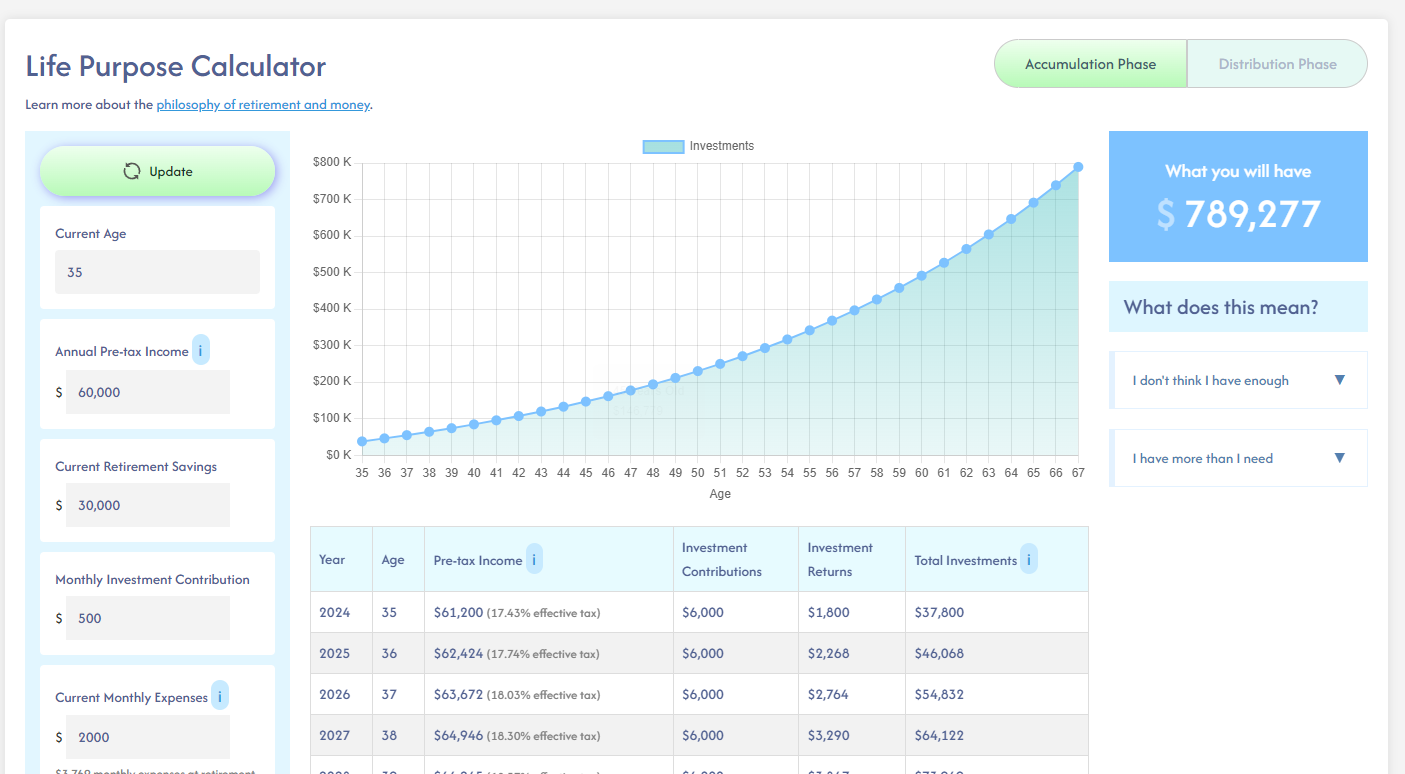 Life Purpose Calculator
Learn more about the philosophy of retirement and money.
Accumulation Phase
Distribution Phase
Update
Current Age
35
Annual Pre-tax Income i
$ 60,000
Current Retirement Savings
$ 30,000
Monthly Investment Contribution
$ 500
Current Monthly Expenses i
$ 2000
$3,769 monthly expenses at retirement
Investments
$800 K
$700 K
$600 K
$500 K
$400 K
$300 K
$200 K
$100 K
$0 K
35 36 37 38 39 40 41 42 43 44 45 46 47 48 49 50 51 52 53 54 55 56 57 58 59 60 61 62 63 64 65 66 67
Age
Year Age Pre-tax Income i Investment Contributions Investment Returns Total Investments i
2024 35 $61,200 (17.43% effective tax) $6,000 $1,800 $37,800
2025 36 $62,424 (17.74% effective tax) $6,000 $2,268 $46,068
2026 37 $63,672 (18.03% effective tax) $6,000 $2,764 $54,832
2027 38 $64,946 (18.30% effective tax) $6,000 $3,290 $64,122
What you will have
$ 789,277
What does this mean?
I don't think I have enough ▼
I have more than I need ▼